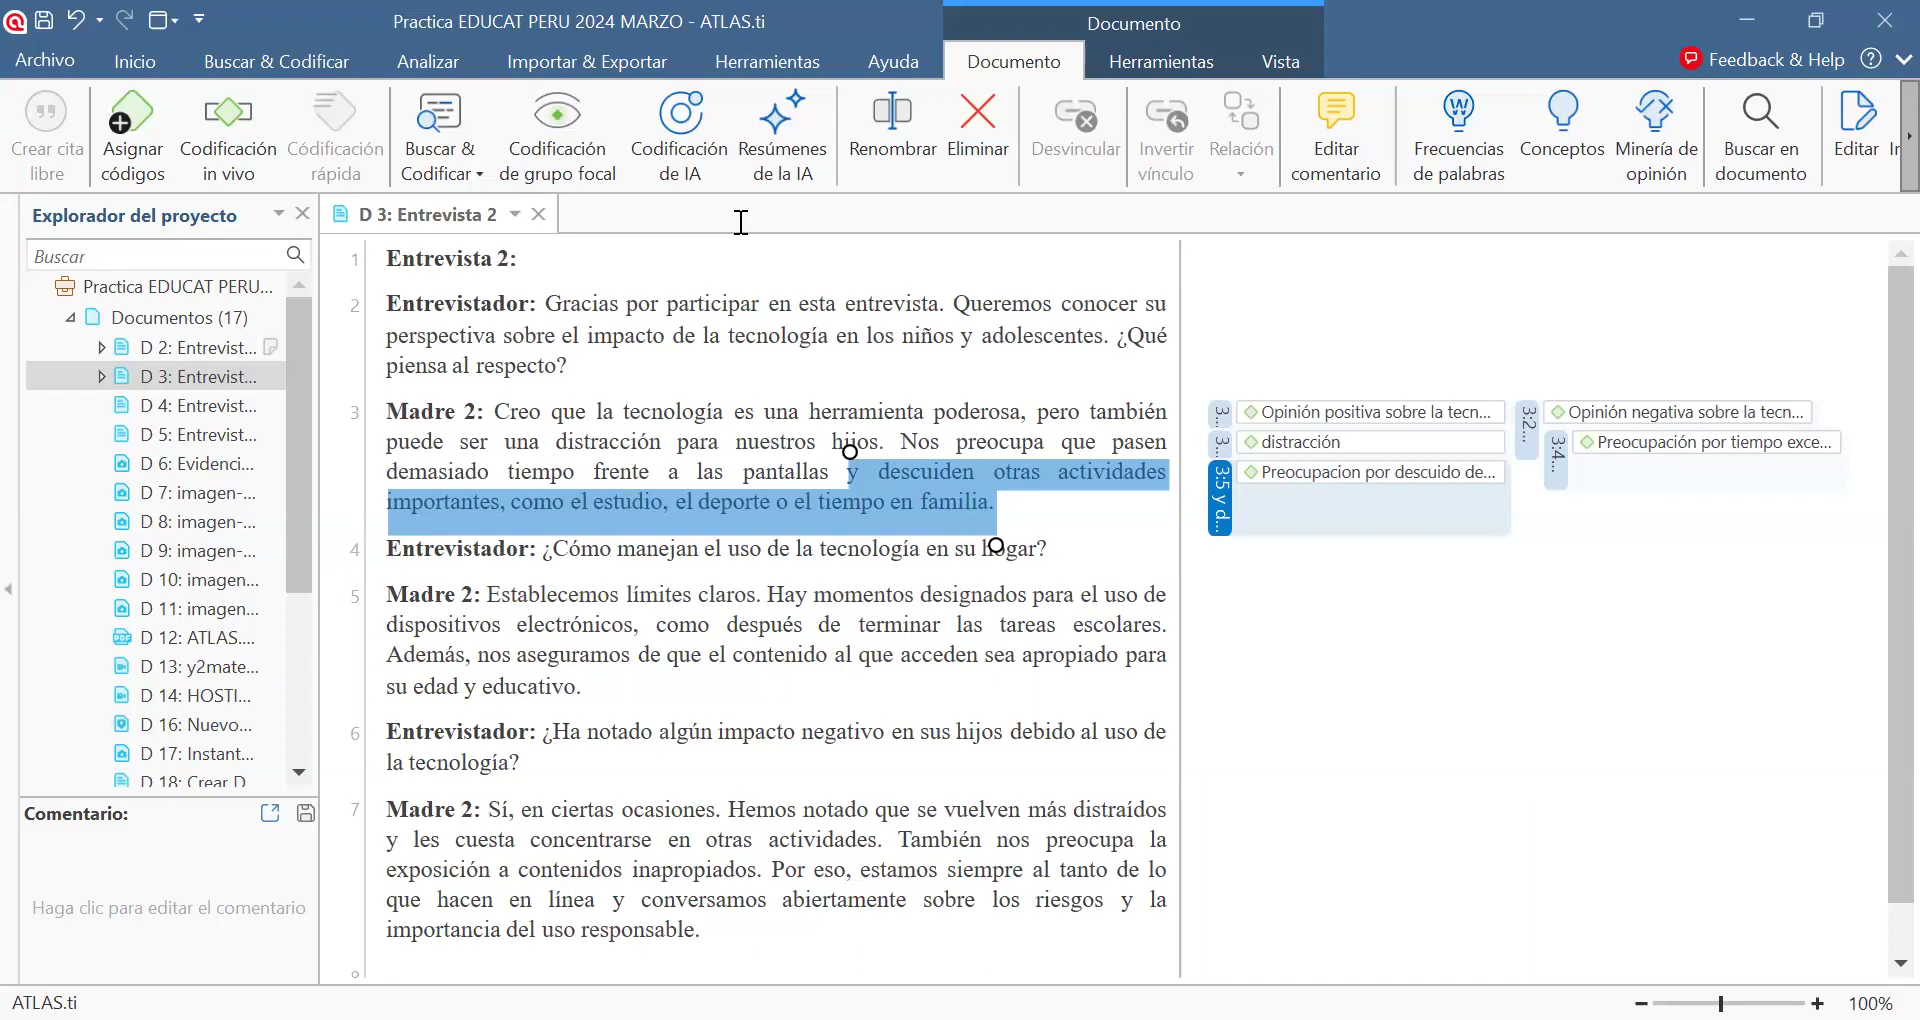 Practica EDUCAT PERU 2024 MARZO - ATLAS.ti
Documento
Archivo
Inicio
Buscar & Codificar
Analizar
Importar & Exportar
Herramientas
Ayuda
Documento
Herramientas
Vista
Feedback & Help
Crear cita
libre
Asignar
códigos
Codificación
in vivo
Códificación
rápida
Buscar &
Codificar
Codificación
de grupo focal
Codificación
de IA
Resúmenes
de la IA
Renombrar
Eliminar
Desvincular
Invertir
vínculo
Relación
Editar
comentario
Frecuencias
de palabras
Conceptos
Minería de
opinión
Buscar en
documento
Editar
Explorador del proyecto
Buscar
Practica EDUCAT PERU...
Documentos (17)
D 2: Entrevist...
D 3: Entrevist...
D 4: Entrevist...
D 5: Entrevist...
D 6: Evidenci...
D 7: imagen-...
D 8: imagen-...
D 9: imagen-...
D 10: imagen...
D 11: imagen...
D 12: ATLAS....
D 13: y2mate...
D 14: HOSTI...
D 16: Nuevo...
D 17: Instant...
D 18: Crear D
Comentario:
Haga clic para editar el comentario
D 3: Entrevista 2
1 Entrevista 2:
2 Entrevistador: Gracias por participar en esta entrevista. Queremos conocer su
perspectiva sobre el impacto de la tecnología en los niños y adolescentes. ¿Qué
piensa al respecto?
3 Madre 2: Creo que la tecnología es una herramienta poderosa, pero también
puede ser una distracción para nuestros hijos. Nos preocupa que pasen
demasiado tiempo frente a las pantallas y descuiden otras actividades
importantes, como el estudio, el deporte o el tiempo en familia.
4 Entrevistador: ¿Cómo manejan el uso de la tecnología en su hogar?
5 Madre 2: Establecemos límites claros. Hay momentos designados para el uso de
dispositivos electrónicos, como después de terminar las tareas escolares.
Además, nos aseguramos de que el contenido al que acceden sea apropiado para
su edad y educativo.
6 Entrevistador: ¿Ha notado algún impacto negativo en sus hijos debido al uso de
la tecnología?
7 Madre 2: Sí, en ciertas ocasiones. Hemos notado que se vuelven más distraídos
y les cuesta concentrarse en otras actividades. También nos preocupa la
exposición a contenidos inapropiados. Por eso, estamos siempre al tanto de lo
que hacen en línea y conversamos abiertamente sobre los riesgos y la
importancia del uso responsable.
3...
Opinión positiva sobre la tecn...
3:2...
Opinión negativa sobre la tecn...
3...
distracción
3:4...
Preocupación por tiempo exce...
3:5 y d...
Preocupacion por descuido de...
ATLAS.ti
100%